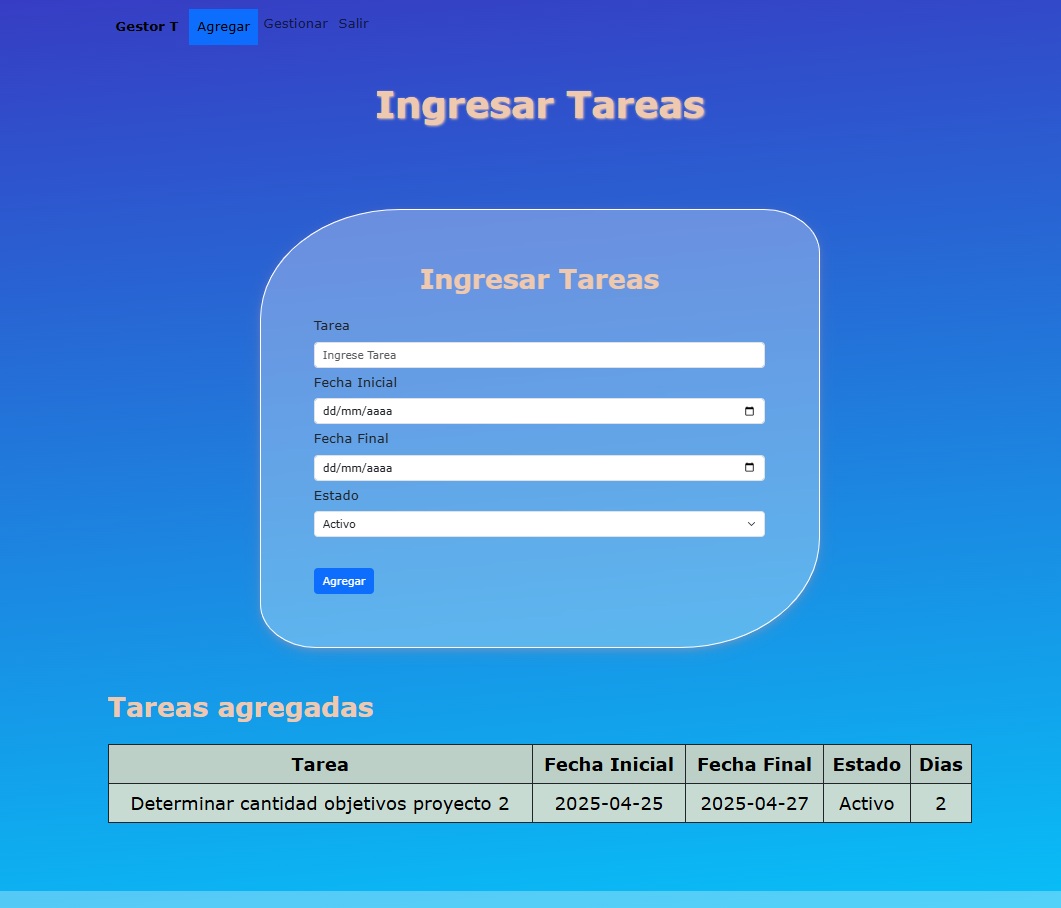 Gestor T Agregar Gestionar Salir
Ingresar Tareas
Ingresar Tareas
Tarea
Ingrese Tarea
Fecha Inicial
dd/mm/aaaa
Fecha Final
dd/mm/aaaa
Estado
Activo
Agregar
Tareas agregadas
Tarea Fecha Inicial Fecha Final Estado Dias
Determinar cantidad objetivos proyecto 2 2025-04-25 2025-04-27 Activo 2